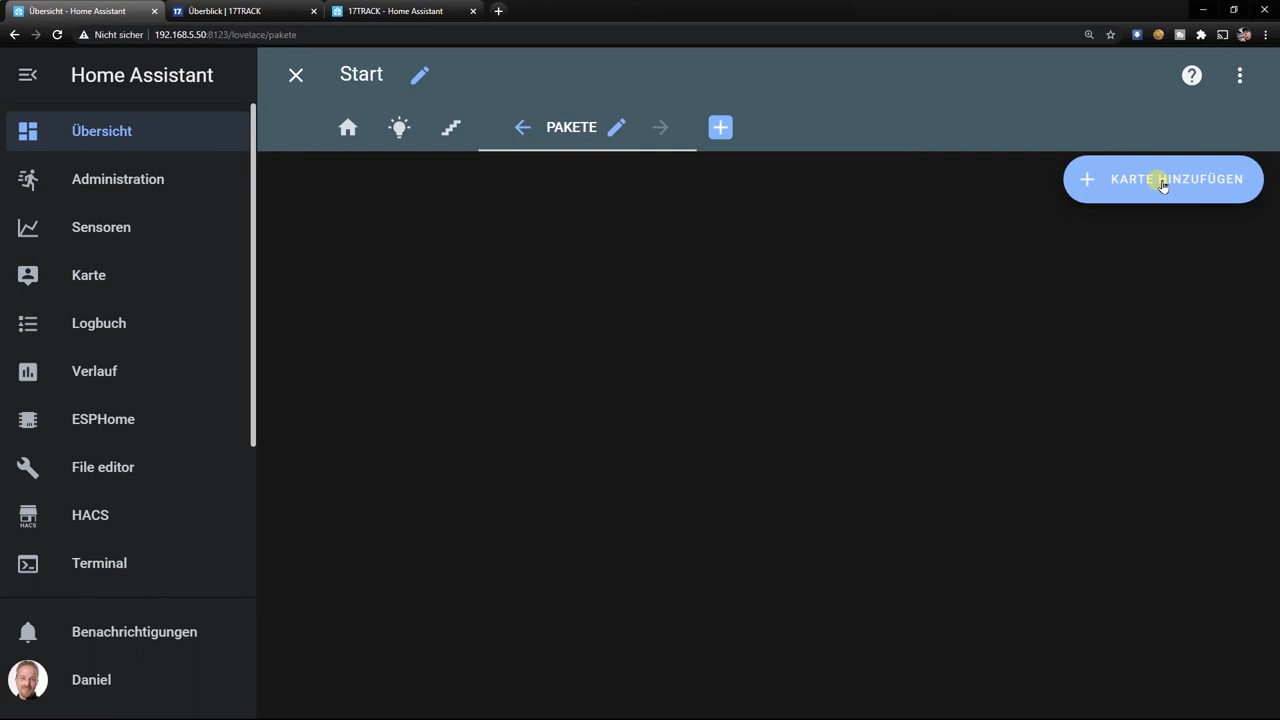 Übersicht - Home Assistant
Überblick | 17TRACK
17TRACK - Home Assistant
Nicht sicher
192.168.5.50:8123/lovelace/pakete
Home Assistant
Start
Übersicht
PAKETE
Administration
KARTE HINZUFÜGEN
Sensoren
Karte
Logbuch
Verlauf
ESPHome
File editor
HACS
HACS
Terminal
Benachrichtigungen
Daniel